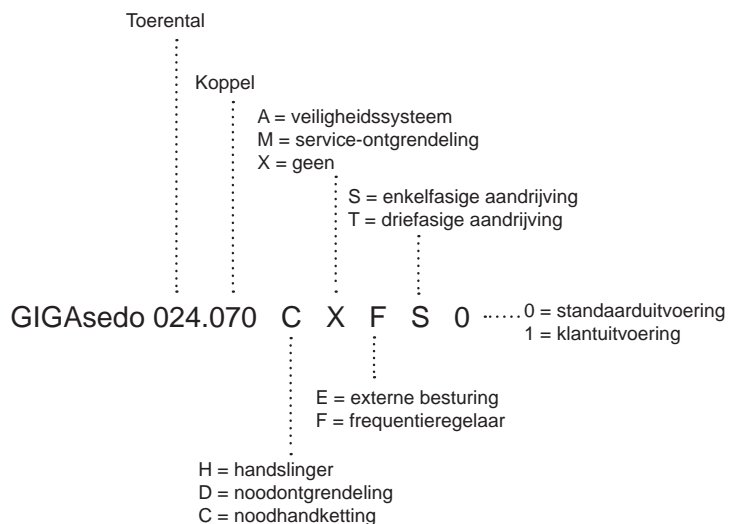 Toerental
Koppel
A = veiligheidssysteem
M = service-ontgrendeling
X = geen
S = enkelfasige aandrijving
T = driefasige aandrijving
GIGAsedo 024.070 C X F S 0
0 = standaarduitvoering
1 = klantuitvoering
E = externe besturing
F = frequentieregelaar
H = handslinger
D = noodontgrendeling
C = noodhandketting